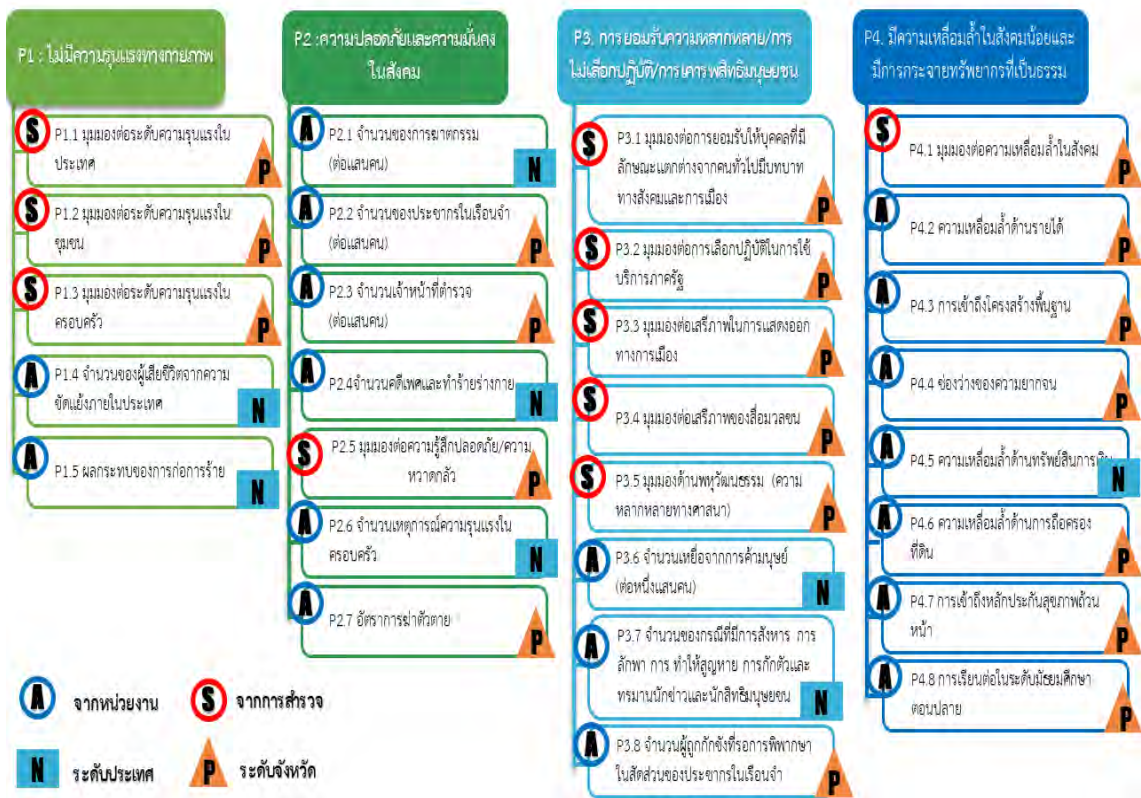 P1 : ไม่มีความรุนแรงทางกายภาพ
S
P1.1 มุมมองต่อระดับความรุนแรงใน
ประเทศ
P
S
P1.2 มุมมองต่อระดับความรุนแรงใน
ชุมชน
P
S
P1.3 มุมมองต่อระดับความรุนแรงใน
ครอบครัว
P
A
P1.4 จำนวนของผู้เสียชีวิตจากความ
ขัดแย้งภายในประเทศ
N
A
P1.5 ผลกระทบของการก่อการร้าย
N
P2 :ความปลอดภัยและความมั่นคง
ในสังคม
A
P2.1 จำนวนของการฆาตกรรม
(ต่อแสนคน)
N
A
P2.2 จำนวนของประชากรในเรือนจำ
(ต่อแสนคน)
P
A
P2.3 จำนวนเจ้าหน้าที่ตำรวจ
(ต่อแสนคน)
P
A
P2.4จำนวนคดีเพศและทำร้ายร่างกาย
N
S
P2.5 มุมมองต่อความรู้สึกปลอดภัย/ความ
หวาดกลัว
P
A
P2.6 จำนวนเหตุการณ์ความรุนแรงใน
ครอบครัว
N
A
P2.7 อัตราการฆ่าตัวตาย
P
P3. การยอมรับความหลากหลาย/การ
ไม่เลือกปฏิบัติ/การเคารพสิทธิมนุษยชน
S
P3.1 มุมมองต่อการยอมรับให้บุคคลที่มี
ลักษณะแตกต่างจากคนทั่วไปมีบทบาท
ทางสังคมและการเมือง
P
S
P3.2 มุมมองต่อการเลือกปฏิบัติในการใช้
บริการภาครัฐ
P
S
P3.3 มุมมองต่อเสรีภาพในการแสดงออก
ทางการเมือง
P
S
P3.4 มุมมองต่อเสรีภาพของสื่อมวลชน
P
S
P3.5 มุมมองด้านพหุวัฒนธรรม (ความ
หลากหลายทางศาสนา)
P
A
P3.6 จำนวนเหยื่อจากการค้ามนุษย์
(ต่อหนึ่งแสนคน)
N
A
P3.7 จำนวนของกรณีที่มีการสังหาร การ
ลักพา การ ทำให้สูญหาย การกักตัวและ
ทรมานนักข่าวและนักสิทธิมนุษยชน
N
A
P3.8 จำนวนผู้ถูกกักขังที่รอการพิพากษา
ในสัดส่วนของประชากรในเรือนจำ
P
P4. มีความเหลื่อมล้ำในสังคมน้อยและ
มีการกระจายทรัพยากรที่เป็นธรรม
S
P4.1 มุมมองต่อความเหลื่อมล้ำในสังคม
P
A
P4.2 ความเหลื่อมล้ำด้านรายได้
P
A
P4.3 การเข้าถึงโครงสร้างพื้นฐาน
P
A
P4.4 ช่องว่างของความยากจน
P
A
P4.5 ความเหลื่อมล้ำด้านทรัพย์สินการเงิน
N
A
P4.6 ความเหลื่อมล้ำด้านการถือครอง
ที่ดิน
P
A
P4.7 การเข้าถึงหลักประกันสุขภาพถ้วน
หน้า
P
A
P4.8 การเรียนต่อในระดับมัธยมศึกษา
ตอนปลาย
P
A จากหน่วยงาน
S จากการสำรวจ
N ระดับประเทศ
P ระดับจังหวัด